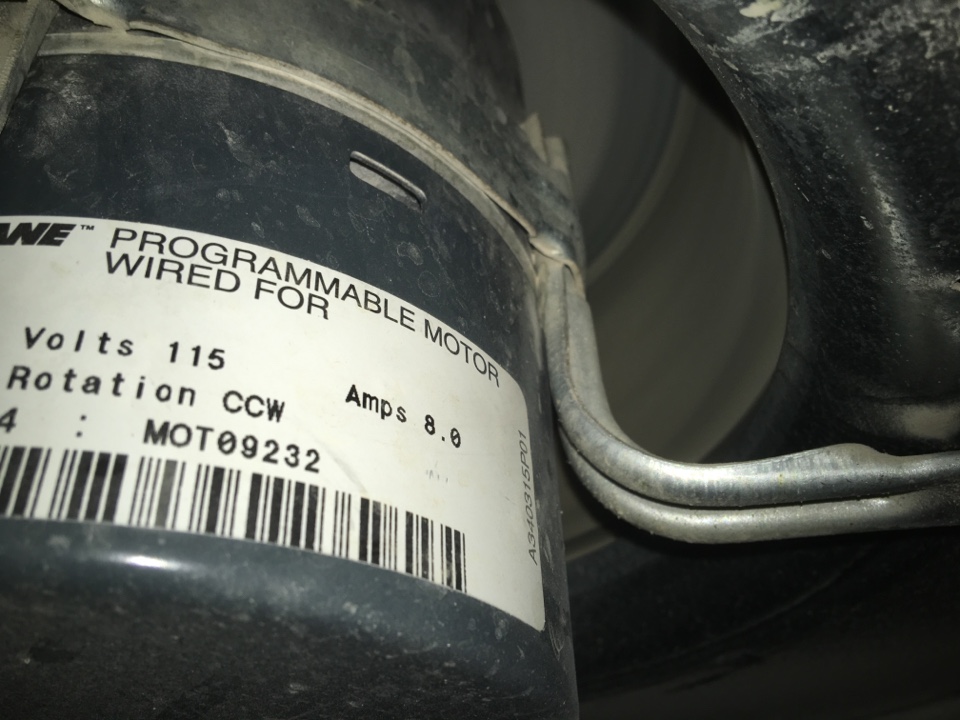 ANE™ PROGRAMMABLE MOTOR
WIRED FOR
Volts 115
Amps 8.0
Rotation CCW
4 : MOT09232
A340315P01